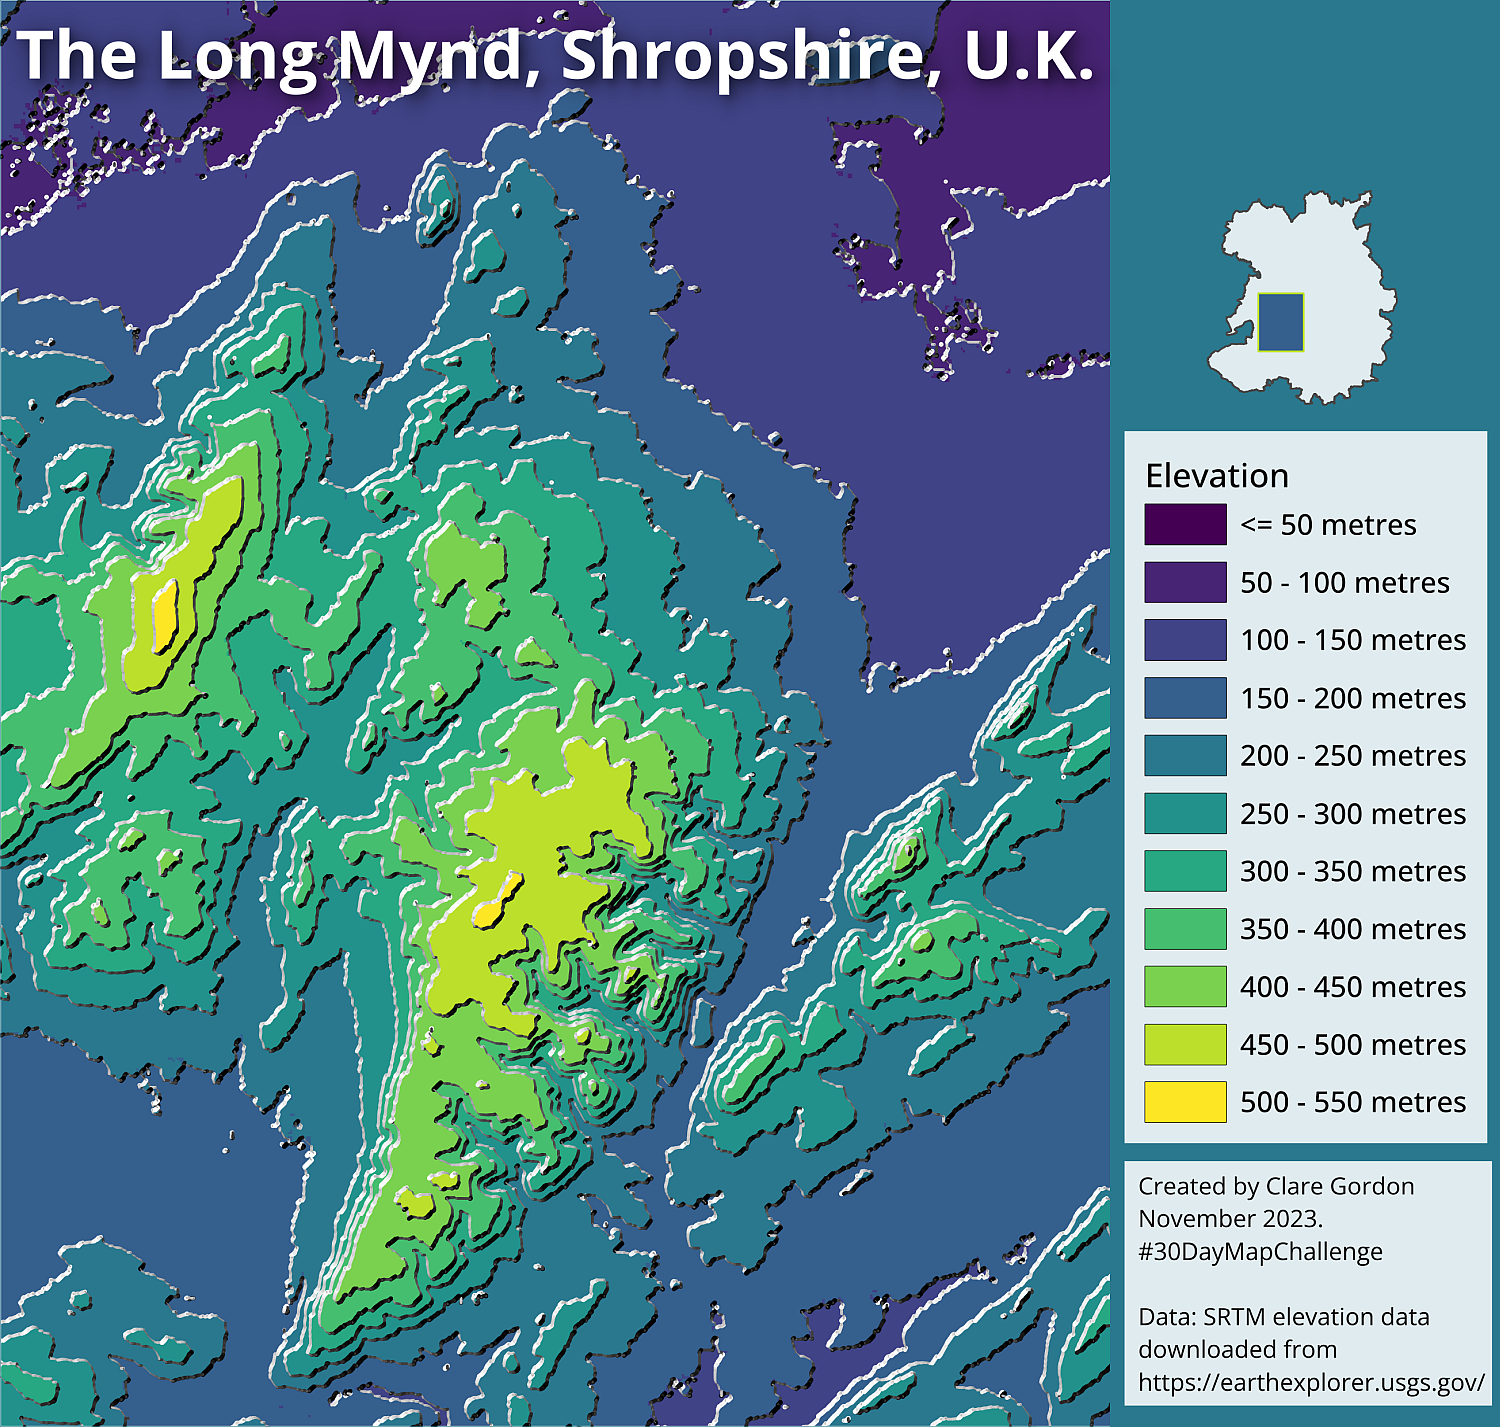 The Long Mynd, Shropshire, U.K.
Elevation
<= 50 metres
50 - 100 metres
100 - 150 metres
150 - 200 metres
200 - 250 metres
250 - 300 metres
300 - 350 metres
350 - 400 metres
400 - 450 metres
450 - 500 metres
500 - 550 metres
Created by Clare Gordon
November 2023.
#30DayMapChallenge
Data: SRTM elevation data
downloaded from
https://earthexplorer.usgs.gov/